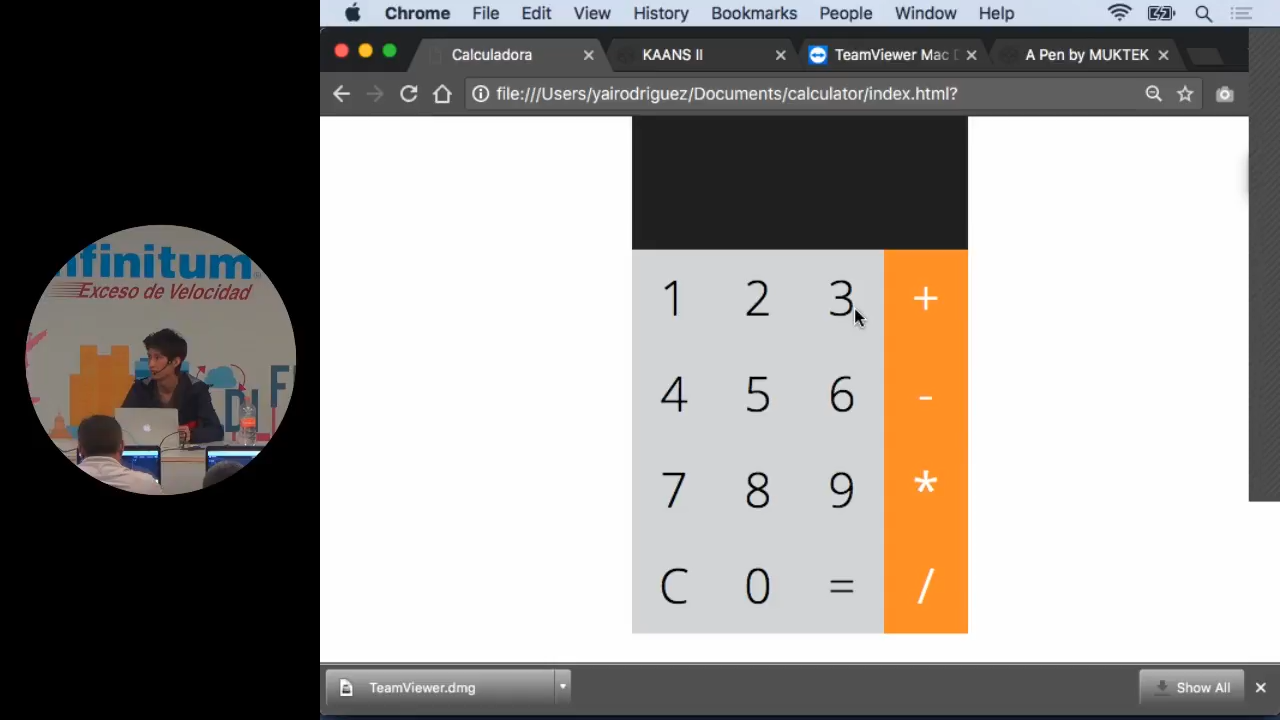 Chrome File Edit View History Bookmarks People Window Help
Calculadora
KAANS II
TeamViewer Mac D
A Pen by MUKTEK
file:///Users/yairodriguez/Documents/calculator/index.html?
1 2 3 +
4 5 6 -
7 8 9 *
C 0 = /
TeamViewer.dmg
Show All
nfinitum
Exceso de Velocidad